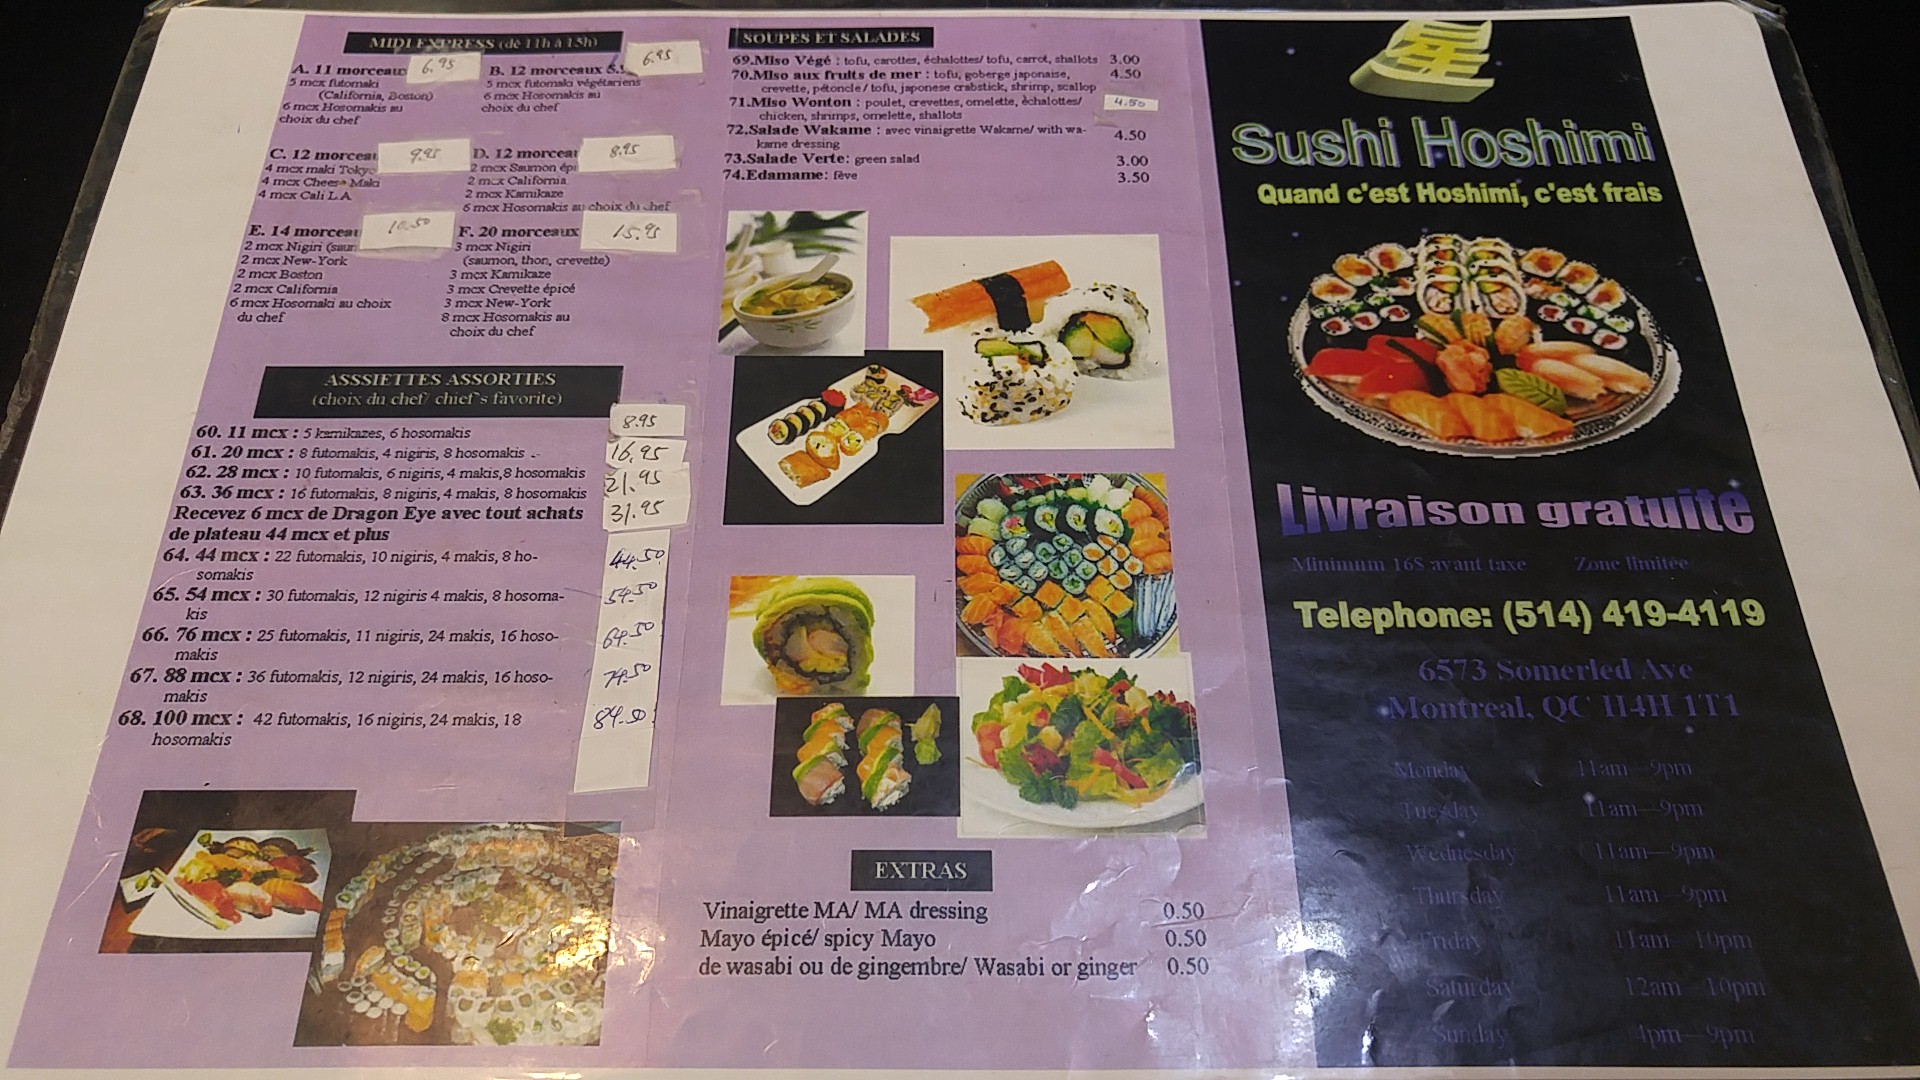 MIDI EXPRESS (de 11h à 15h)
A. 11 morceaux 6.95
5 mcx futomaki
(California, Boston)
6 mcx Hosomakis au
choix du chef
B. 12 morceaux 6.95
5 mcx futomaki végétariens
6 mcx Hosomakis au
choix du chef
C. 12 morceau 9.95
4 mcx maki Tokyo
4 mcx Cheese Maki
4 mcx Cali L.A
D. 12 morceau 8.95
2 mcx Saumon épi
2 mcx California
2 mcx Kamikaze
6 mcx Hosomakis au choix du chef
E. 14 morceau 10.50
2 mcx Nigiri (saum
2 mcx New-York
2 mcx Boston
2 mcx California
6 mcx Hosomaki au choix
du chef
F. 20 morceaux 15.95
3 mcx Nigiri
(saumon, thon, crevette)
3 mcx Kamikaze
3 mcx Crevette épicé
3 mcx New-York
8 mcx Hosomakis au
choix du chef
ASSSIETTES ASSORTIES
(choix du chef/ chief`s favorite)
60. 11 mcx : 5 kamikazes, 6 hosomakis 8.95
61. 20 mcx : 8 futomakis, 4 nigiris, 8 hosomakis 16.95
62. 28 mcx : 10 futomakis, 6 nigiris, 4 makis,8 hosomakis 21.95
63. 36 mcx : 16 futomakis, 8 nigiris, 4 makis, 8 hosomakis 31.95
Recevez 6 mcx de Dragon Eye avec tout achats
de plateau 44 mcx et plus
64. 44 mcx : 22 futomakis, 10 nigiris, 4 makis, 8 ho- 44.50
somakis
65. 54 mcx : 30 futomakis, 12 nigiris 4 makis, 8 hosoma- 54.50
kis
66. 76 mcx : 25 futomakis, 11 nigiris, 24 makis, 16 hoso- 64.50
makis
67. 88 mcx : 36 futomakis, 12 nigiris, 24 makis, 16 hoso- 74.50
makis
68. 100 mcx : 42 futomakis, 16 nigiris, 24 makis, 18 84.50
hosomakis
SOUPES ET SALADES
69.Miso Végé : tofu, carottes, échalottes/ tofu, carrot, shallots 3.00
70.Miso aux fruits de mer : tofu, goberge japonaise, 4.50
crevette, pétoncle / tofu, japonese crabstick, shrimp, scallop
71.Miso Wonton : poulet, crevettes, omelette, échalottes/ 4.50
chicken, shrimps, omelette, shallots
72.Salade Wakame : avec vinaigrette Wakame/ with wa- 4.50
kame dressing
73.Salade Verte: green salad 3.00
74.Edamame: fève 3.50
EXTRAS
Vinaigrette MA/ MA dressing 0.50
Mayo épicé/ spicy Mayo 0.50
de wasabi ou de gingembre/ Wasabi or ginger 0.50
星
Sushi Hoshimi
Quand c'est Hoshimi, c'est frais
Livraison gratuite
Minimum 16$ avant taxe Zone limitée
Telephone: (514) 419-4119
6573 Somerled Ave
Montreal, QC H4H 1T1
Monday 11am—9pm
Tuesday 11am—9pm
Wednesday 11am—9pm
Thursday 11am—9pm
Friday 11am—10pm
Saturday 12am—10pm
Sunday 4pm—9pm